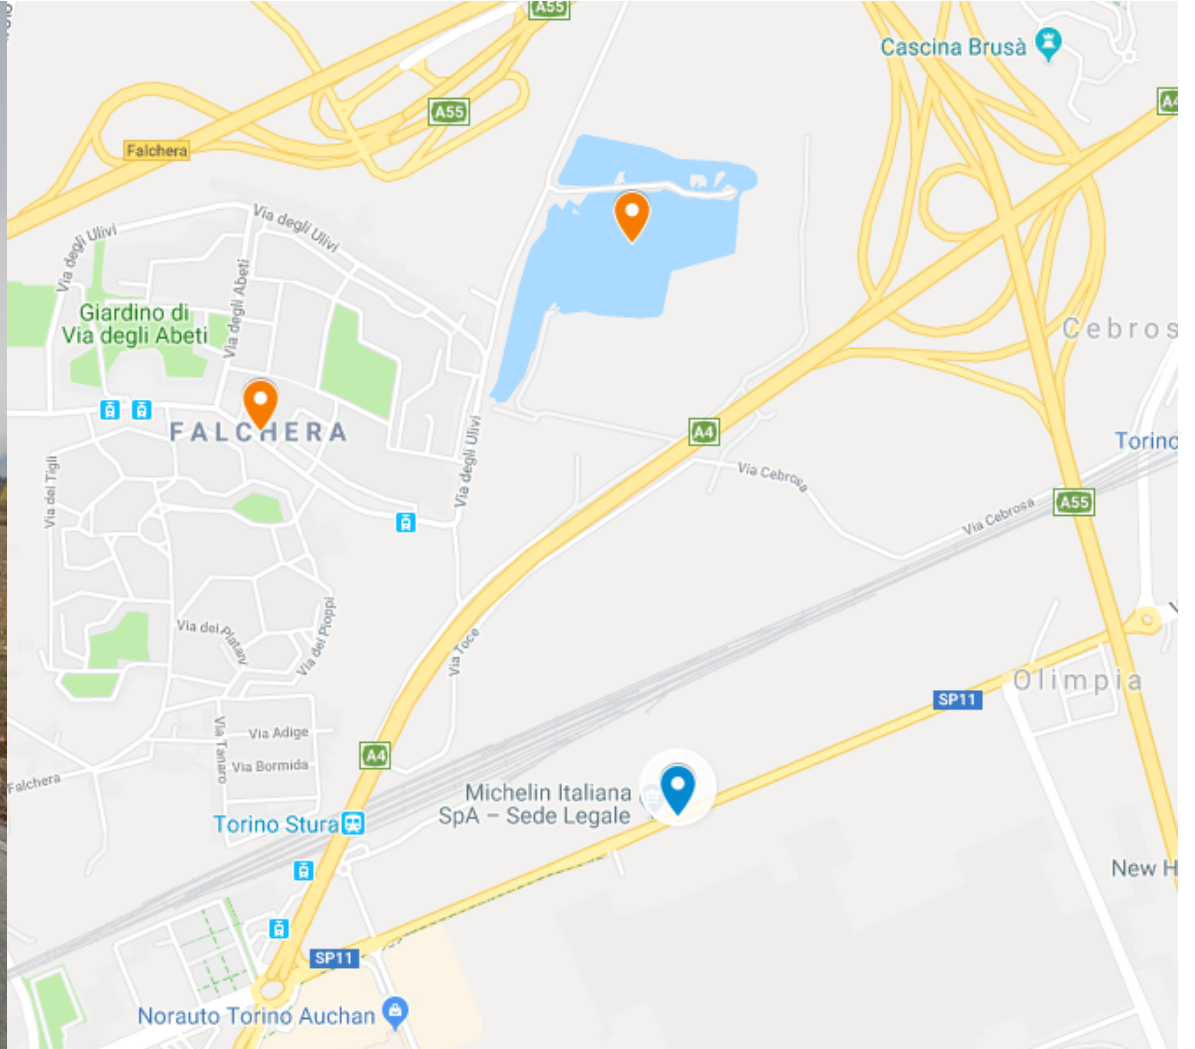 A55
Cascina Brusà
A4
A55
Falchera
Via degli Ulivi
Via degli Ulivi
Via degli Abeti
Giardino di
Via degli Abeti
Cebros
FALCHERA
A4
Via degli Ulivi
Torino
Via Cebrosa
Via dei Tigli
A55
Via Cebrosa
Via dei Platani
Via dei Pioppi
Via Toce
Olimpia
SP11
Via Tanaro
Via Adige
A4
Via Bormida
Falchera
Michelin Italiana
SpA – Sede Legale
Torino Stura
New H
SP11
Norauto Torino Auchan